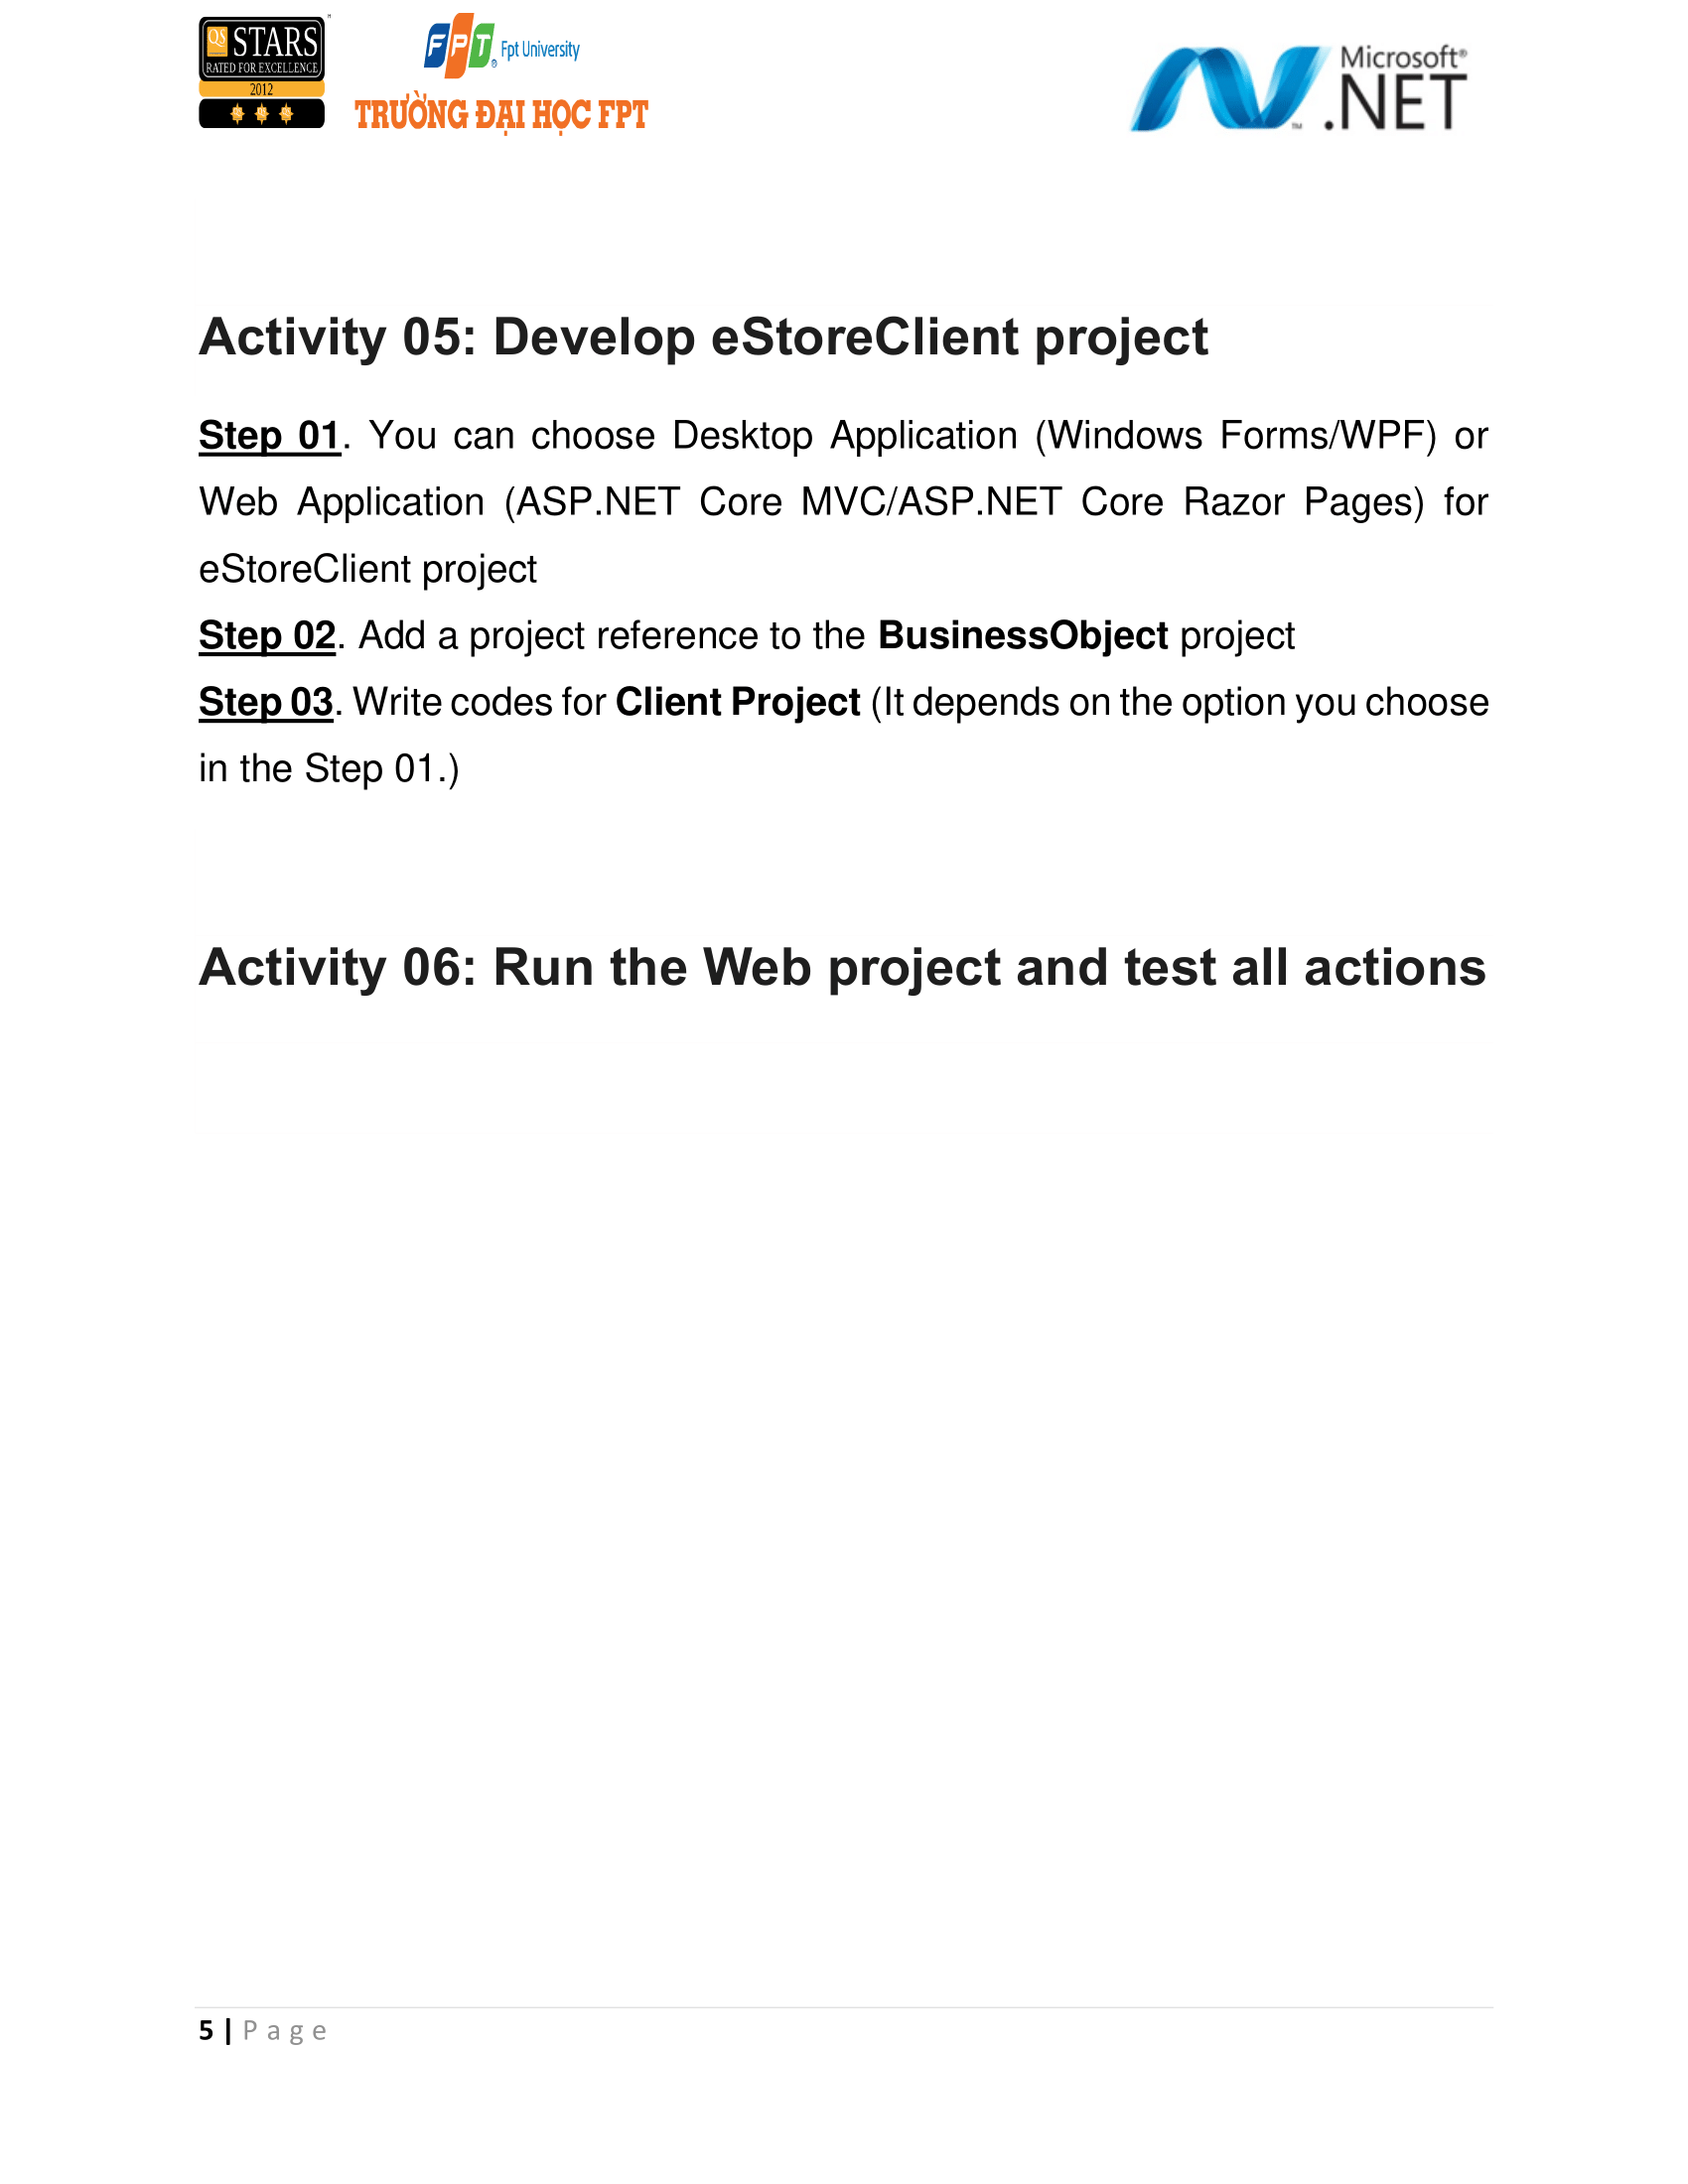 QS STARS
RATED FOR EXCELLENCE
2012
FPT Fpt University
TRƯỜNG ĐẠI HỌC FPT
Microsoft®
.NET
Activity 05: Develop eStoreClient project
Step 01. You can choose Desktop Application (Windows Forms/WPF) or
Web Application (ASP.NET Core MVC/ASP.NET Core Razor Pages) for
eStoreClient project
Step 02. Add a project reference to the BusinessObject project
Step 03. Write codes for Client Project (It depends on the option you choose
in the Step 01.)
Activity 06: Run the Web project and test all actions
5 | Page